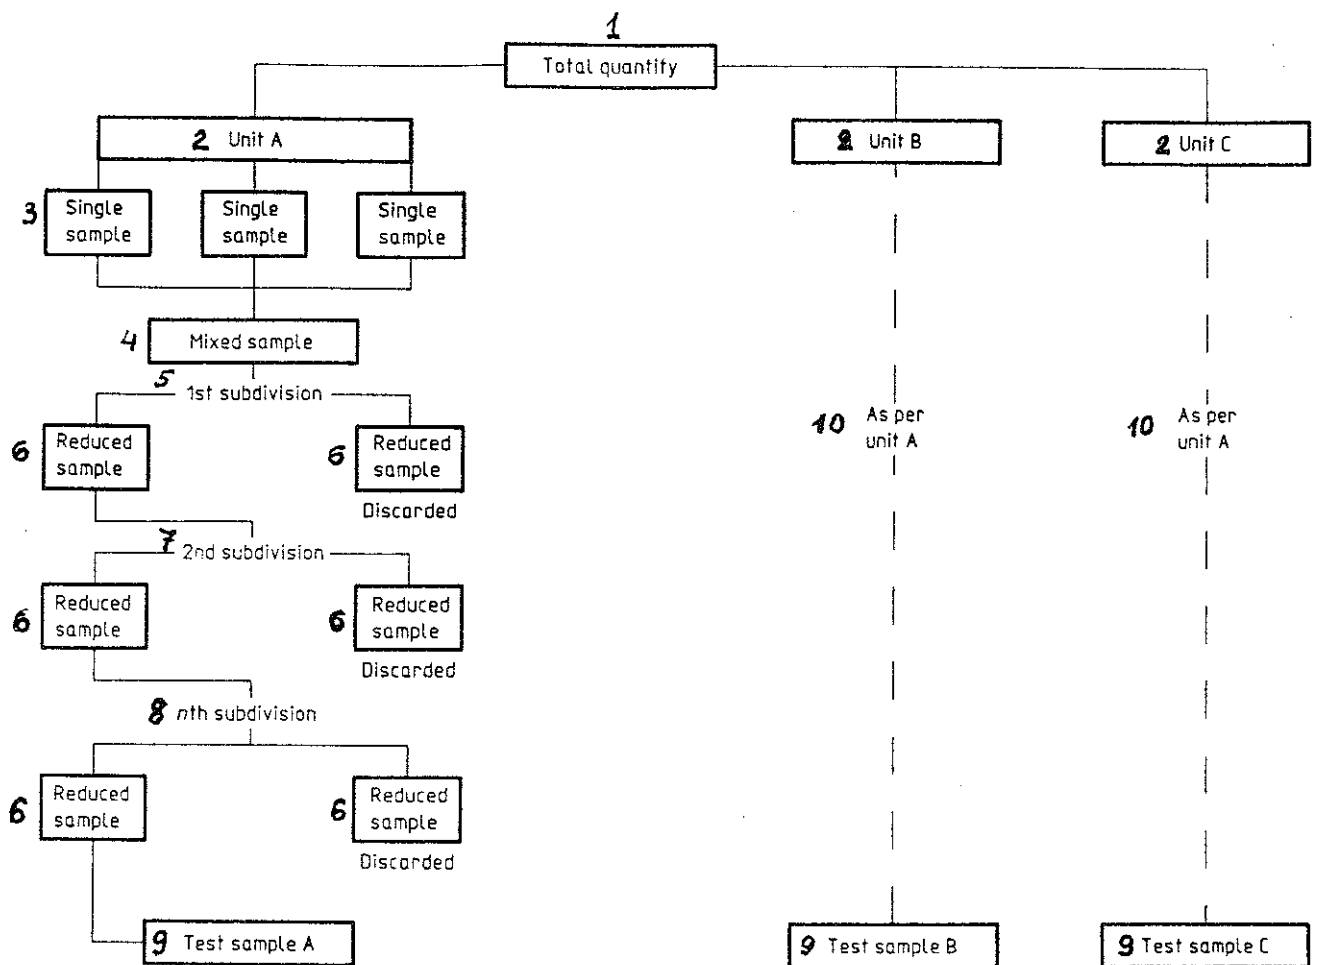 1
Total quantify
2 Unit A
2 Unit B
2 Unit C
3
Single
sample
Single
sample
Single
sample
4 Mixed sample
5
1st subdivision
6 Reduced
sample
6 Reduced
sample
Discarded
10 As per
unit A
10 As per
unit A
7
2nd subdivision
6 Reduced
sample
6 Reduced
sample
Discarded
8 nth subdivision
6 Reduced
sample
6 Reduced
sample
Discarded
9 Test sample A
9 Test sample B
9 Test sample C